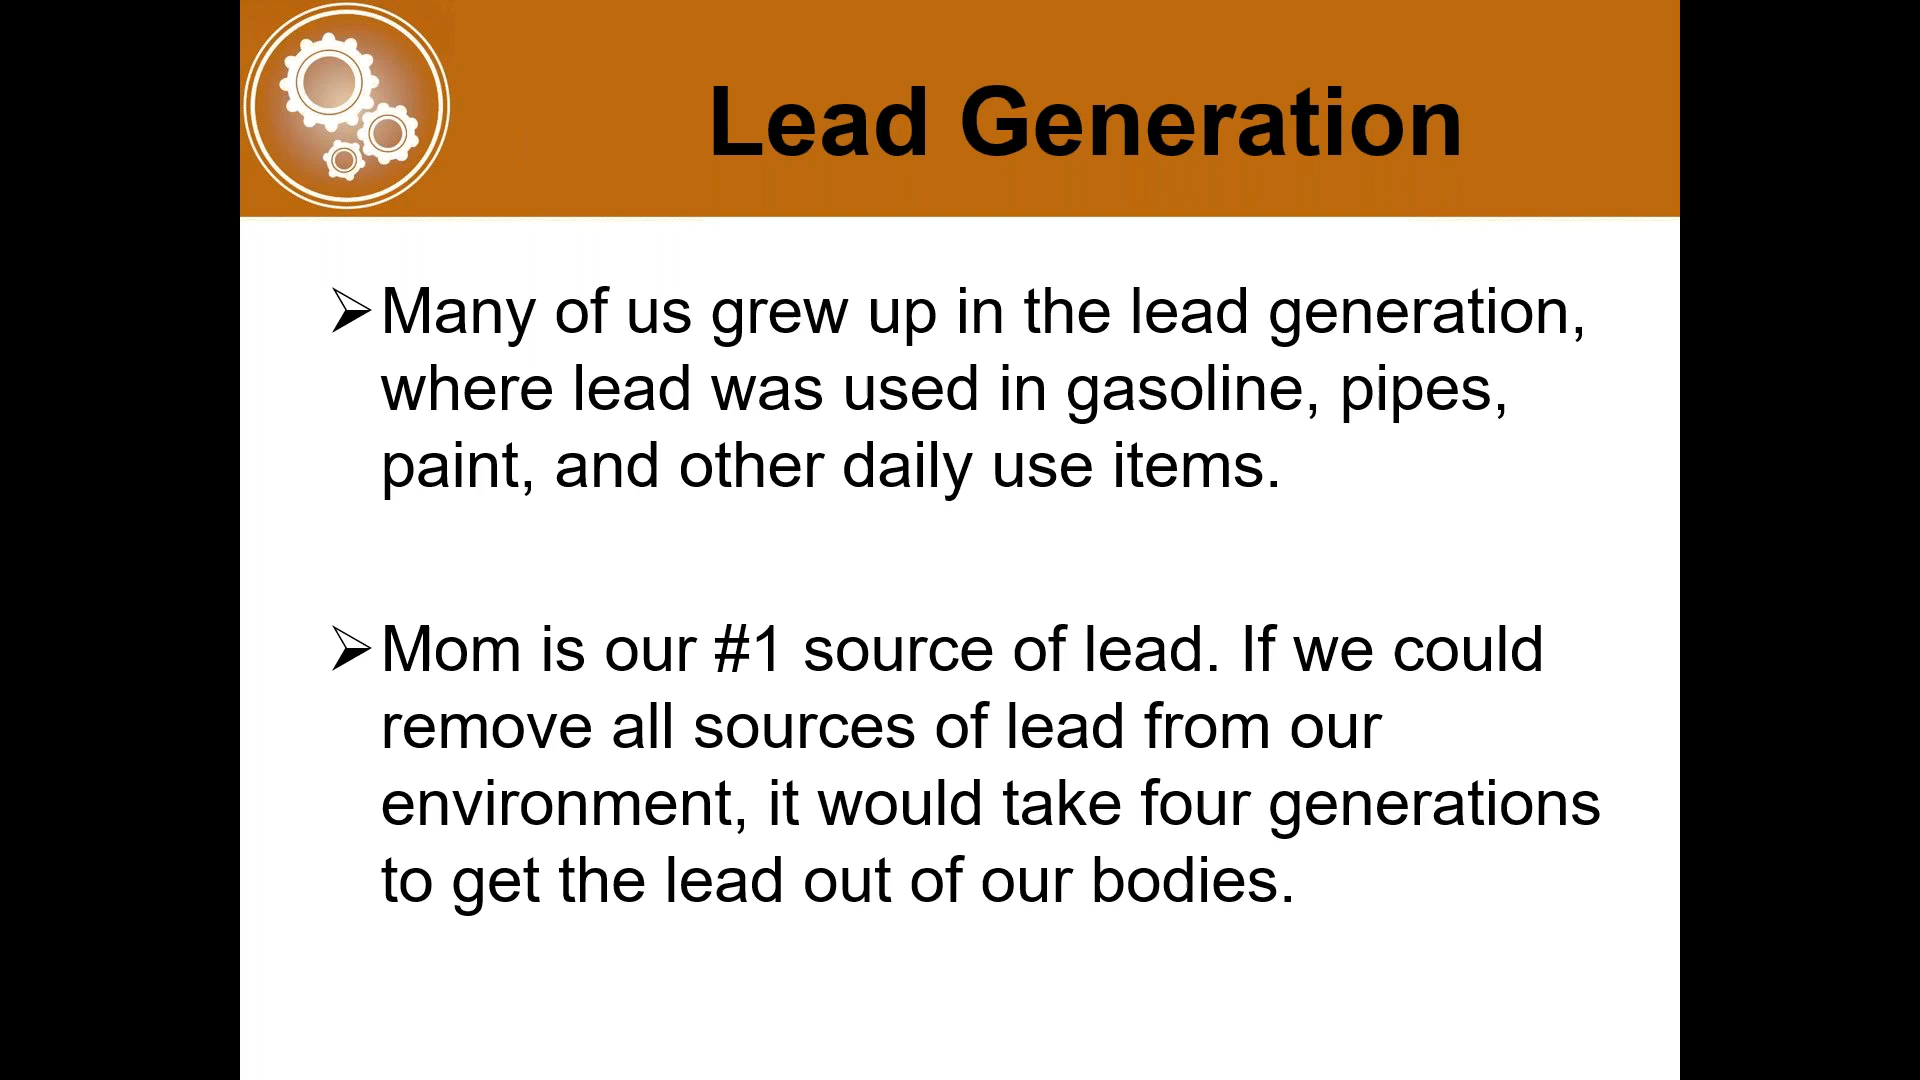 Lead Generation
➢Many of us grew up in the lead generation,
where lead was used in gasoline, pipes,
paint, and other daily use items.
➢Mom is our #1 source of lead. If we could
remove all sources of lead from our
environment, it would take four generations
to get the lead out of our bodies.